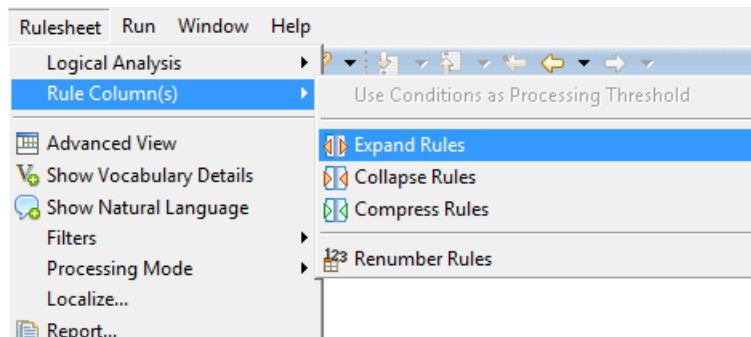 Rulesheet Run Window Help
Logical Analysis
Rule Column(s)
Use Conditions as Processing Threshold
Advanced View
Expand Rules
Show Vocabulary Details
Collapse Rules
Show Natural Language
Compress Rules
Filters
Processing Mode
123 Renumber Rules
Localize...
Report...